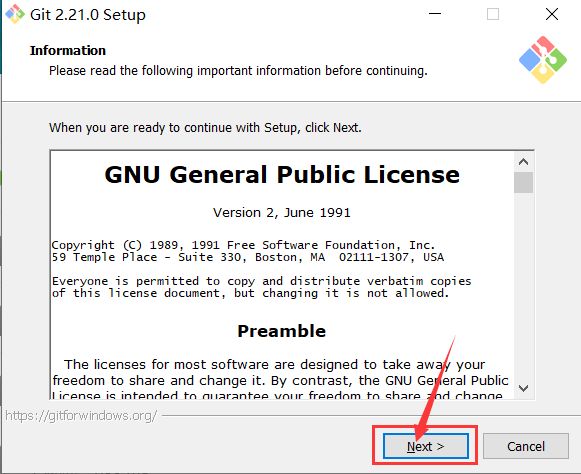 Git 2.21.0 Setup
Information
Please read the following important information before continuing.
When you are ready to continue with Setup, click Next.
GNU General Public License
Version 2, June 1991
Copyright (C) 1989, 1991 Free Software Foundation, Inc.
59 Temple Place - Suite 330, Boston, MA  02111-1307, USA
Everyone is permitted to copy and distribute verbatim copies
of this license document, but changing it is not allowed.
Preamble
The licenses for most software are designed to take away your
freedom to share and change it. By contrast, the GNU General Public
License is intended to guarantee your freedom to share and change
https://gitforwindows.org/
Next >
Cancel